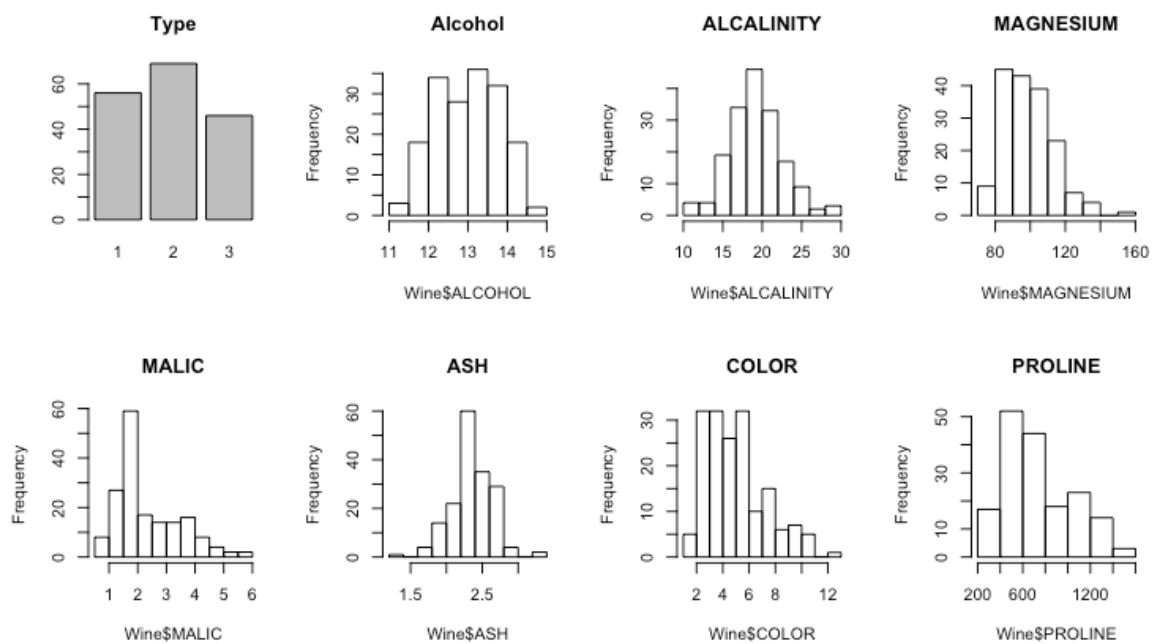 Type
0 20 40 60
1 2 3
Alcohol
Frequency
0 10 30
11 12 13 14 15
Wine$ALCOHOL
ALCALINITY
Frequency
0 10 30
10 15 20 25 30
Wine$ALCALINITY
MAGNESIUM
Frequency
0 10 20 30 40
80 120 160
Wine$MAGNESIUM
MALIC
Frequency
0 20 40 60
1 2 3 4 5 6
Wine$MALIC
ASH
Frequency
0 20 40 60
1.5 2.5
Wine$ASH
COLOR
Frequency
0 10 20 30
2 4 6 8 12
Wine$COLOR
PROLINE
Frequency
0 10 30 50
200 600 1200
Wine$PROLINE